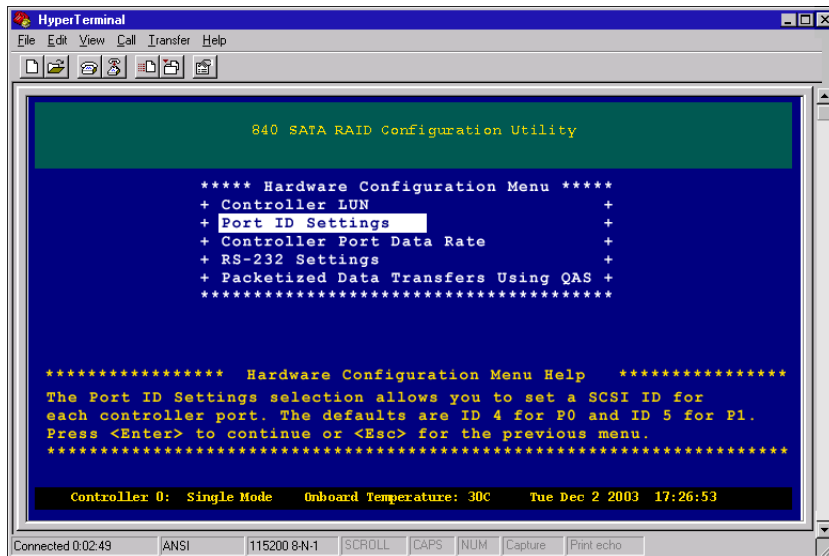 HyperTerminal
File Edit View Call Transfer Help
840 SATA RAID Configuration Utility
***** Hardware Configuration Menu *****
+ Controller LUN +
+ Port ID Settings +
+ Controller Port Data Rate +
+ RS-232 Settings +
+ Packetized Data Transfers Using QAS +
***************************************
***************** Hardware Configuration Menu Help ****************
The Port ID Settings selection allows you to set a SCSI ID for
each controller port. The defaults are ID 4 for P0 and ID 5 for P1.
Press <Enter> to continue or <Esc> for the previous menu.
**********************************************************************
Controller 0: Single Mode Onboard Temperature: 30C Tue Dec 2 2003 17:26:53
Connected 0:02:49 ANSI 115200 8-N-1 SCROLL CAPS NUM Capture Print echo